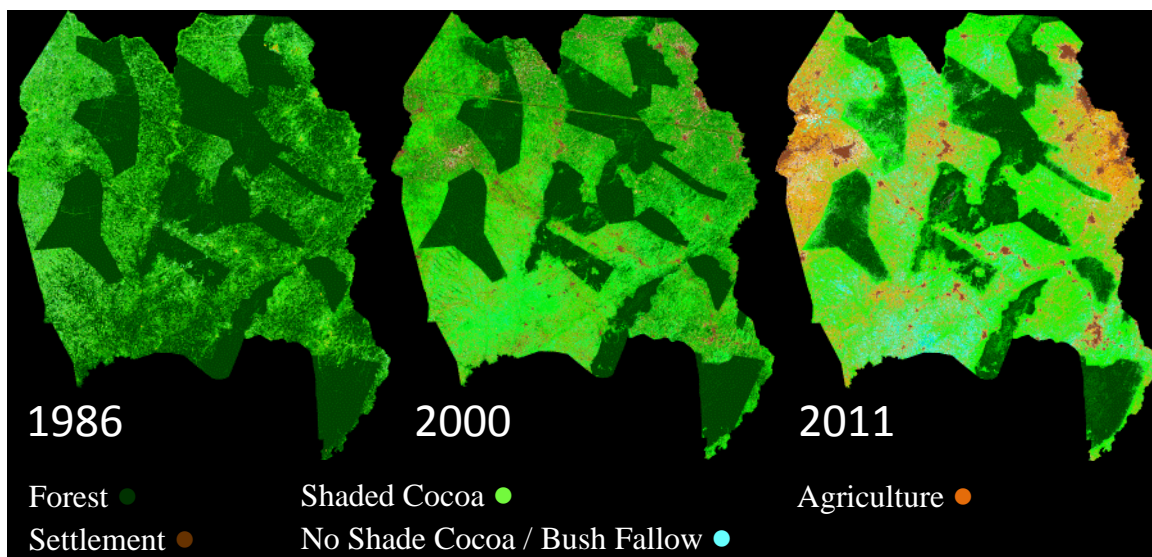 1986
2000
2011
Forest
Shaded Cocoa
Agriculture
Settlement
No Shade Cocoa / Bush Fallow